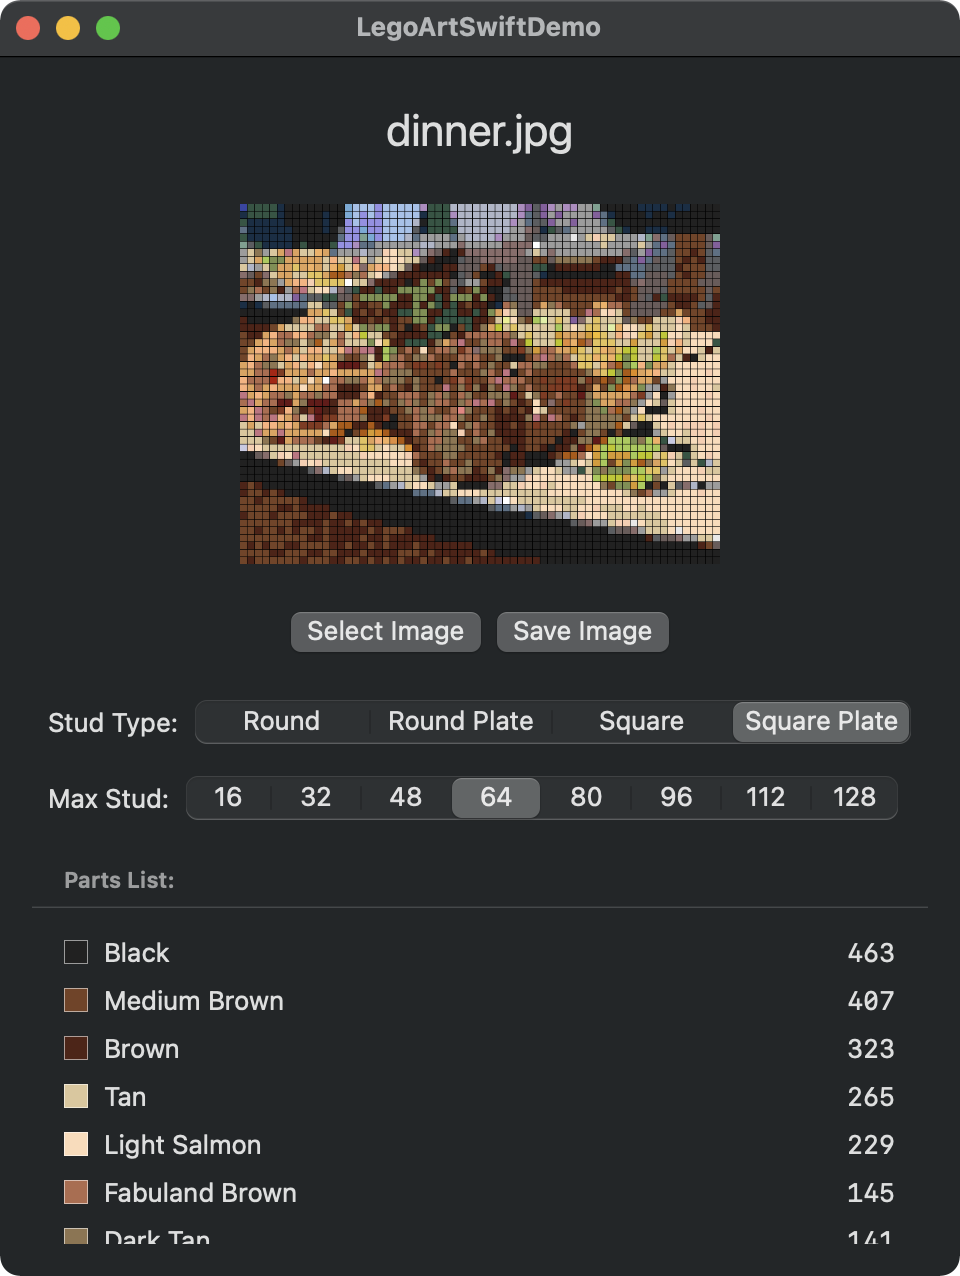 LegoArtSwiftDemo
dinner.jpg
Select Image Save Image
Stud Type: Round Round Plate Square Square Plate
Max Stud: 16 32 48 64 80 96 112 128
Parts List:
Black 463
Medium Brown 407
Brown 323
Tan 265
Light Salmon 229
Fabuland Brown 145
Dark Tan 141